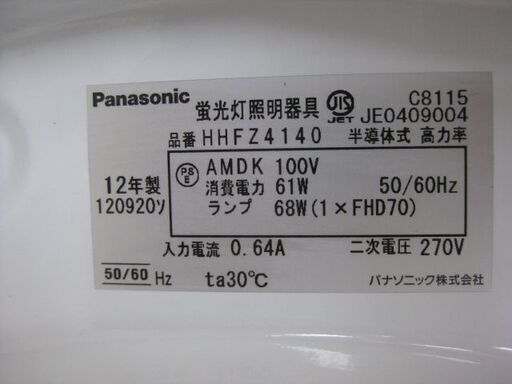 Panasonic 蛍光灯照明器具 JIS JET C8115
JE0409004
品番 HHFZ4140 半導体式 高力率
PSE AMDK 100V
12年製 消費電力 61W 50/60Hz
120920ソ ランプ 68W(1×FHD70)
入力電流 0.64A 二次電圧 270V
50/60 Hz ta30℃ パナソニック株式会社